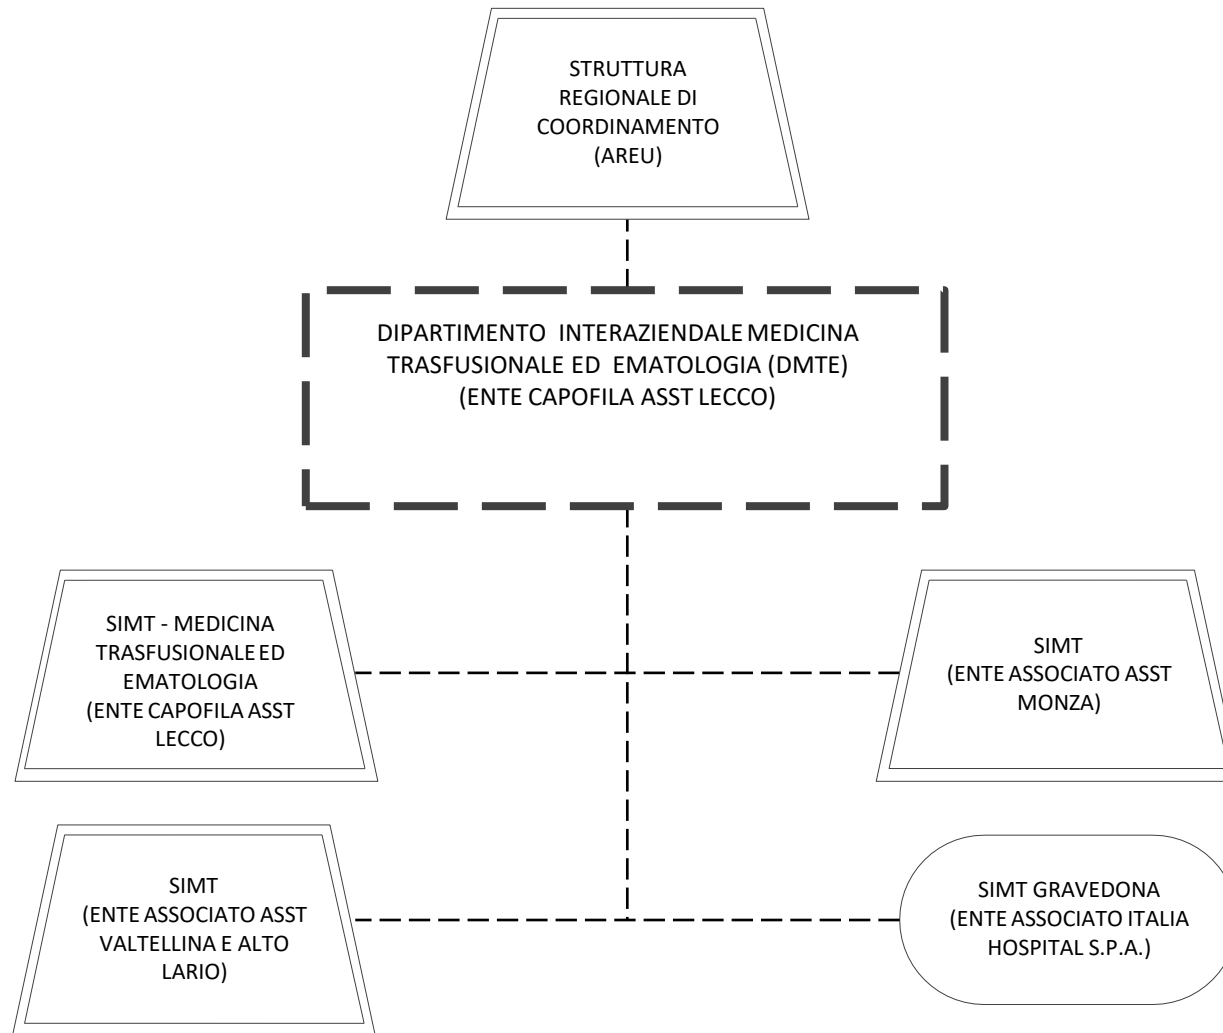 STRUTTURA
REGIONALE DI
COORDINAMENTO
(AREU)
DIPARTIMENTO INTERAZIENDALE MEDICINA
TRASFUSIONALE ED EMATOLOGIA (DMTE)
(ENTE CAPOFILA ASST LECCO)
SIMT - MEDICINA
TRASFUSIONALE ED
EMATOLOGIA
(ENTE CAPOFILA ASST
LECCO)
SIMT
(ENTE ASSOCIATO ASST
MONZA)
SIMT
(ENTE ASSOCIATO ASST
VALTELLINA E ALTO
LARIO)
SIMT GRAVEDONA
(ENTE ASSOCIATO ITALIA
HOSPITAL S.P.A.)